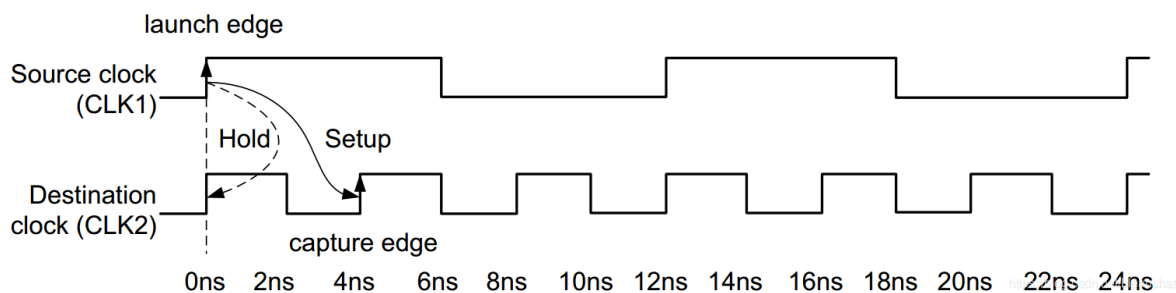 launch edge
Source clock
(CLK1)
Hold
Setup
Destination
clock (CLK2)
capture edge
0ns 2ns 4ns 6ns 8ns 10ns 12ns 14ns 16ns 18ns 20ns 22ns 24ns